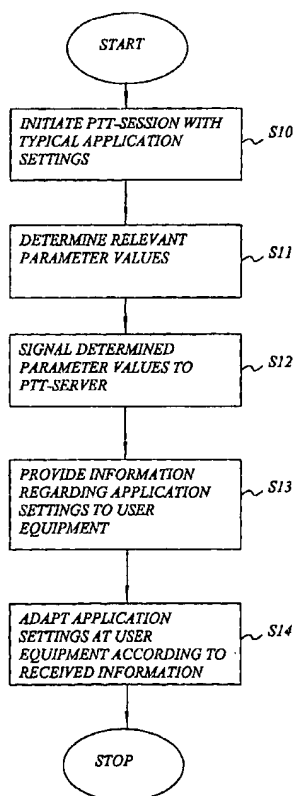 START
INITIATE PTT-SESSION WITH
TYPICAL APPLICATION
SETTINGS
S10
DETERMINE RELEVANT
PARAMETER VALUES
S11
SIGNAL DETERMINED
PARAMETER VALUES TO
PTT-SERVER
S12
PROVIDE INFORMATION
REGARDING APPLICATION
SETTINGS TO USER
EQUIPMENT
S13
ADAPT APPLICATION
SETTINGS AT USER
EQUIPMENT ACCORDING TO
RECEIVED INFORMATION
S14
STOP